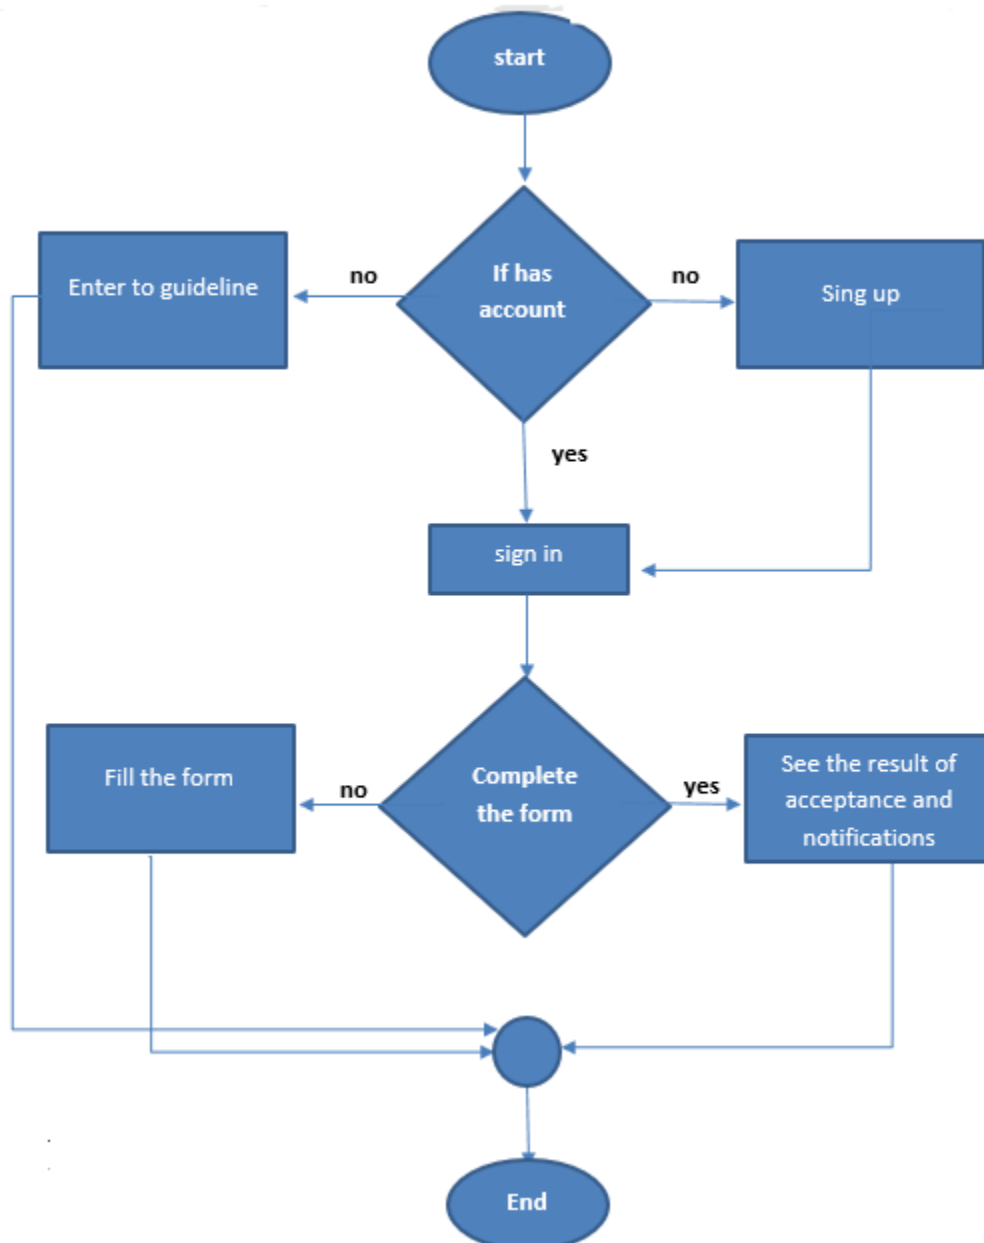 start
If has
account
no
no
Enter to guideline
Sing up
yes
sign in
Complete
the form
no
yes
Fill the form
See the result of
acceptance and
notifications
End